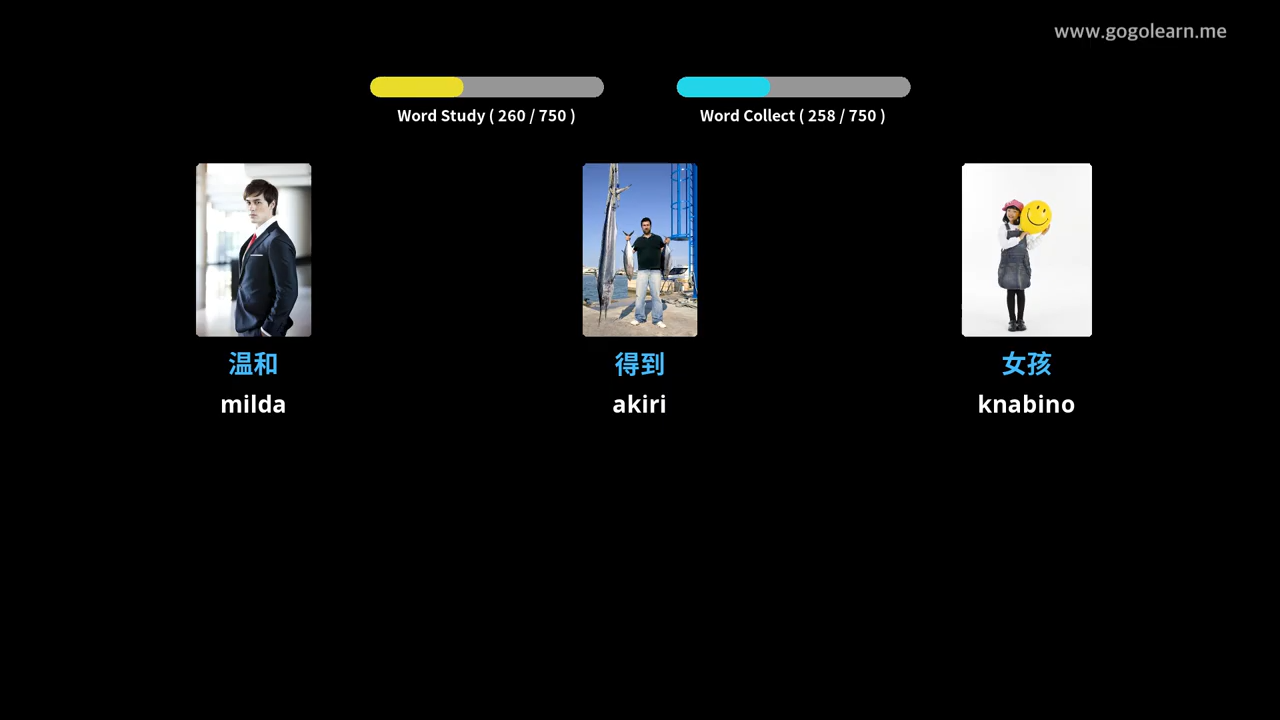 www.gogolearn.me
Word Study ( 260 / 750 )
Word Collect ( 258 / 750 )
温和
得到
女孩
milda
akiri
knabino